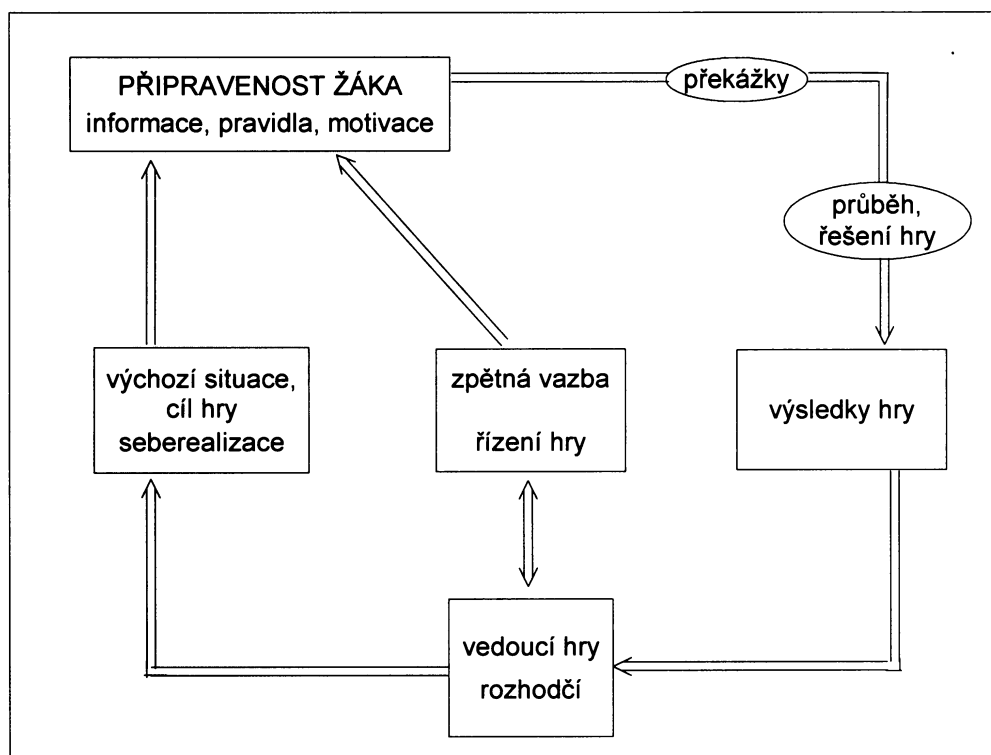 PŘIPRAVENOST ŽÁKA
informace, pravidla, motivace
překážky
průběh,
řešení hry
výchozí situace,
cíl hry
seberealizace
zpětná vazba
řízení hry
výsledky hry
vedoucí hry
rozhodčí